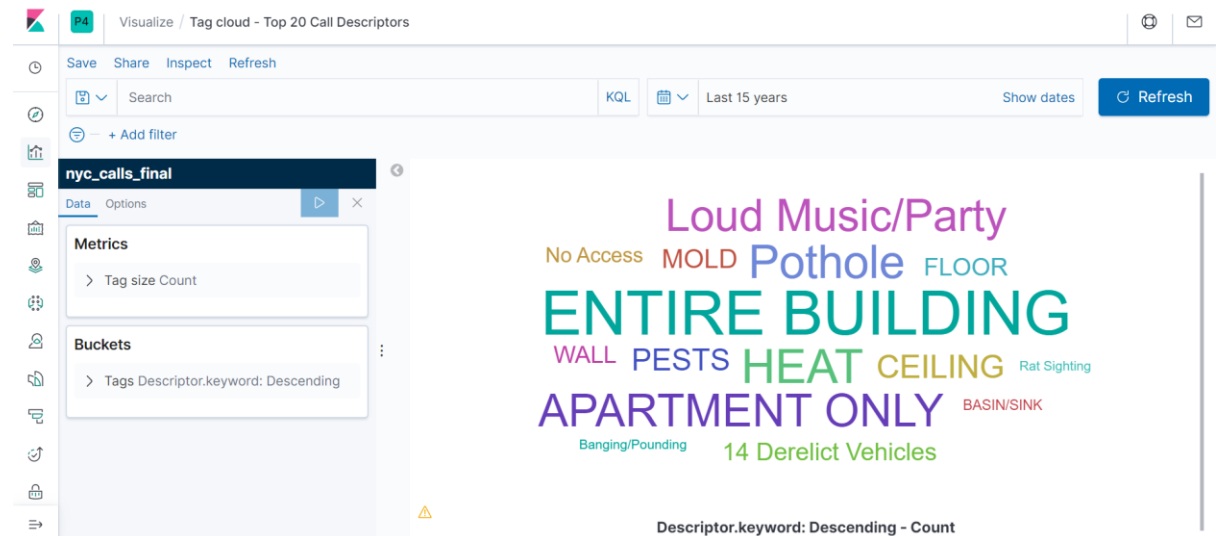 P4 Visualize / Tag cloud - Top 20 Call Descriptors
Save Share Inspect Refresh
Search KQL Last 15 years Show dates Refresh
+ Add filter
nyc_calls_final
Data Options
Metrics
Tag size Count
Buckets
Tags Descriptor.keyword: Descending
Loud Music/Party
No Access MOLD Pothole FLOOR
ENTIRE BUILDING
WALL PESTS HEAT CEILING Rat Sighting
APARTMENT ONLY BASIN/SINK
Banging/Pounding 14 Derelict Vehicles
Descriptor.keyword: Descending - Count